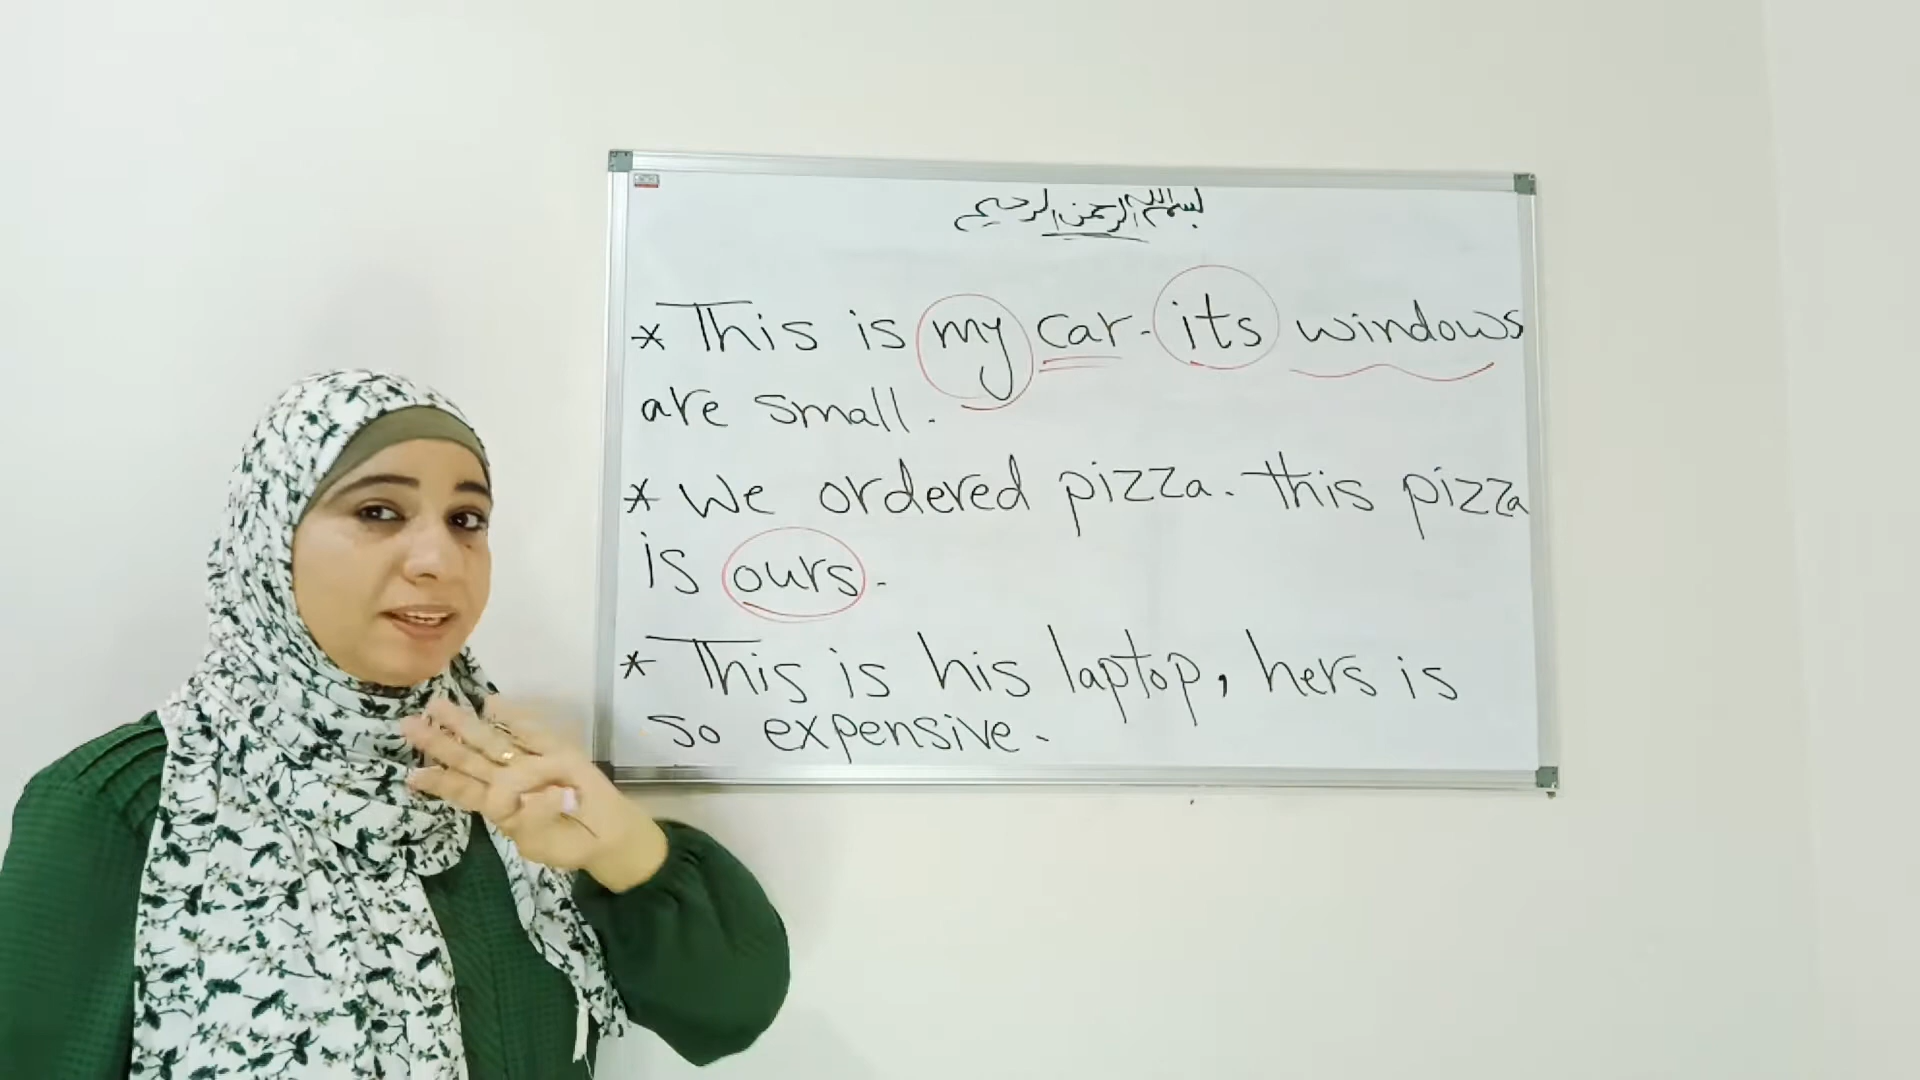 بسم الله الرحمن الرحيم
* This is my car. its windows
are small.
* We ordered pizza. this pizza
is ours.
* This is his laptop, hers is
so expensive.